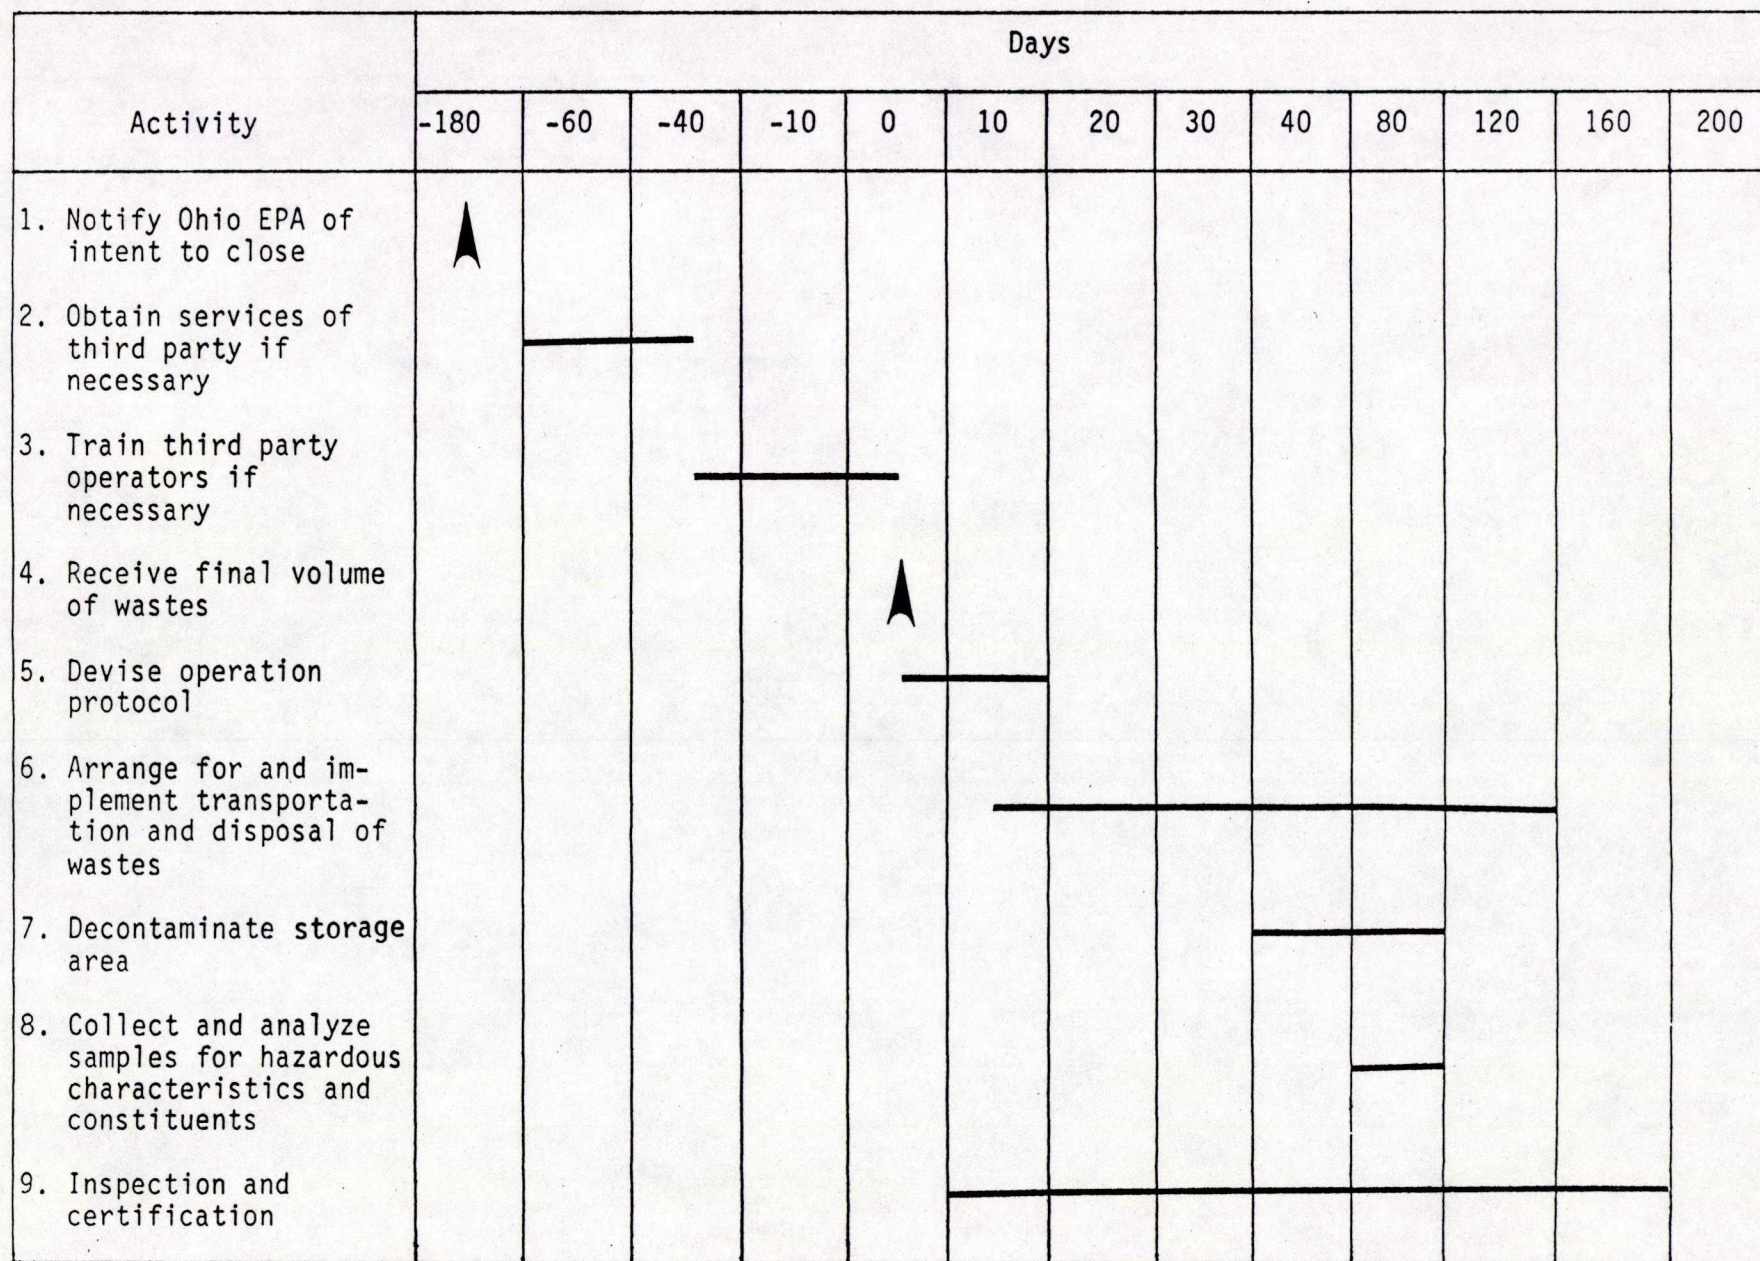 Days
Activity -180 -60 -40 -10 0 10 20 30 40 80 120 160 200
1. Notify Ohio EPA of
intent to close
2. Obtain services of
third party if
necessary
3. Train third party
operators if
necessary
4. Receive final volume
of wastes
5. Devise operation
protocol
6. Arrange for and im-
plement transporta-
tion and disposal of
wastes
7. Decontaminate storage
area
8. Collect and analyze
samples for hazardous
characteristics and
constituents
9. Inspection and
certification